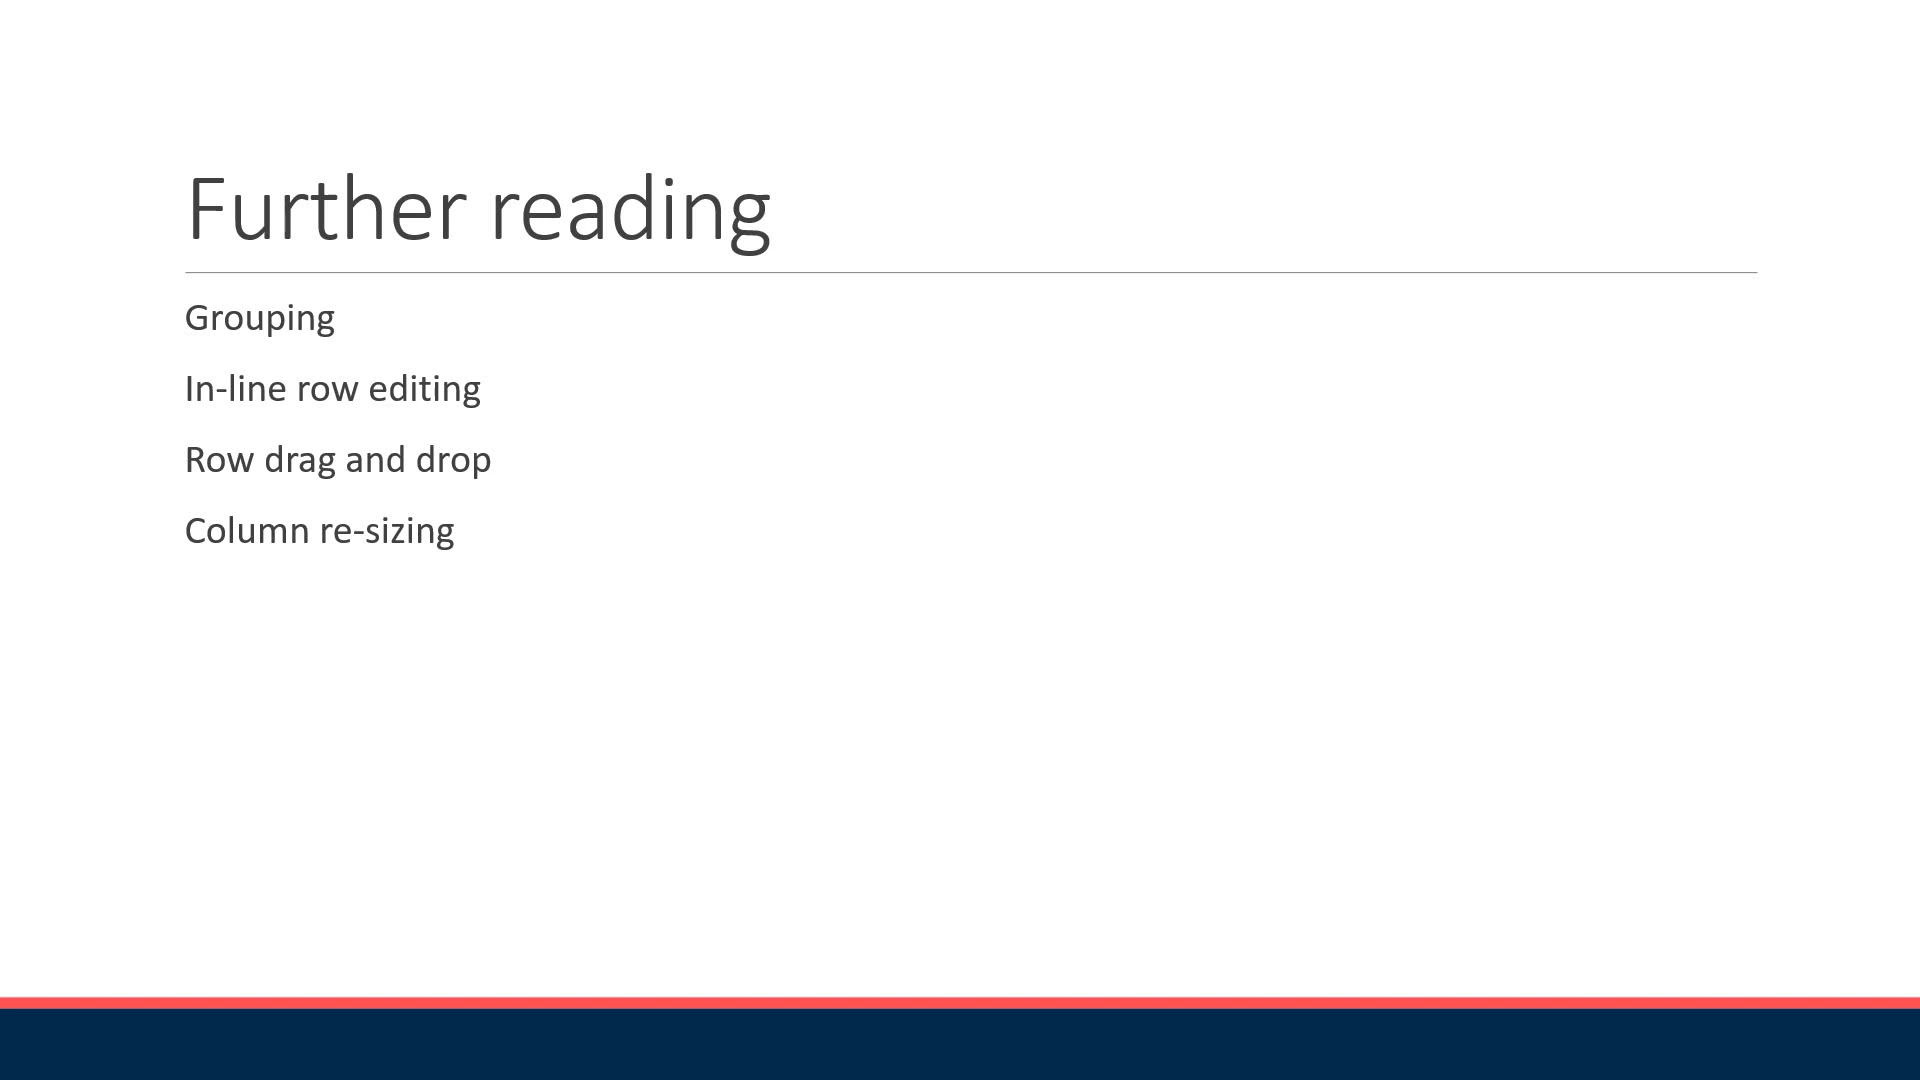 Further reading
Grouping
In-line row editing
Row drag and drop
Column re-sizing